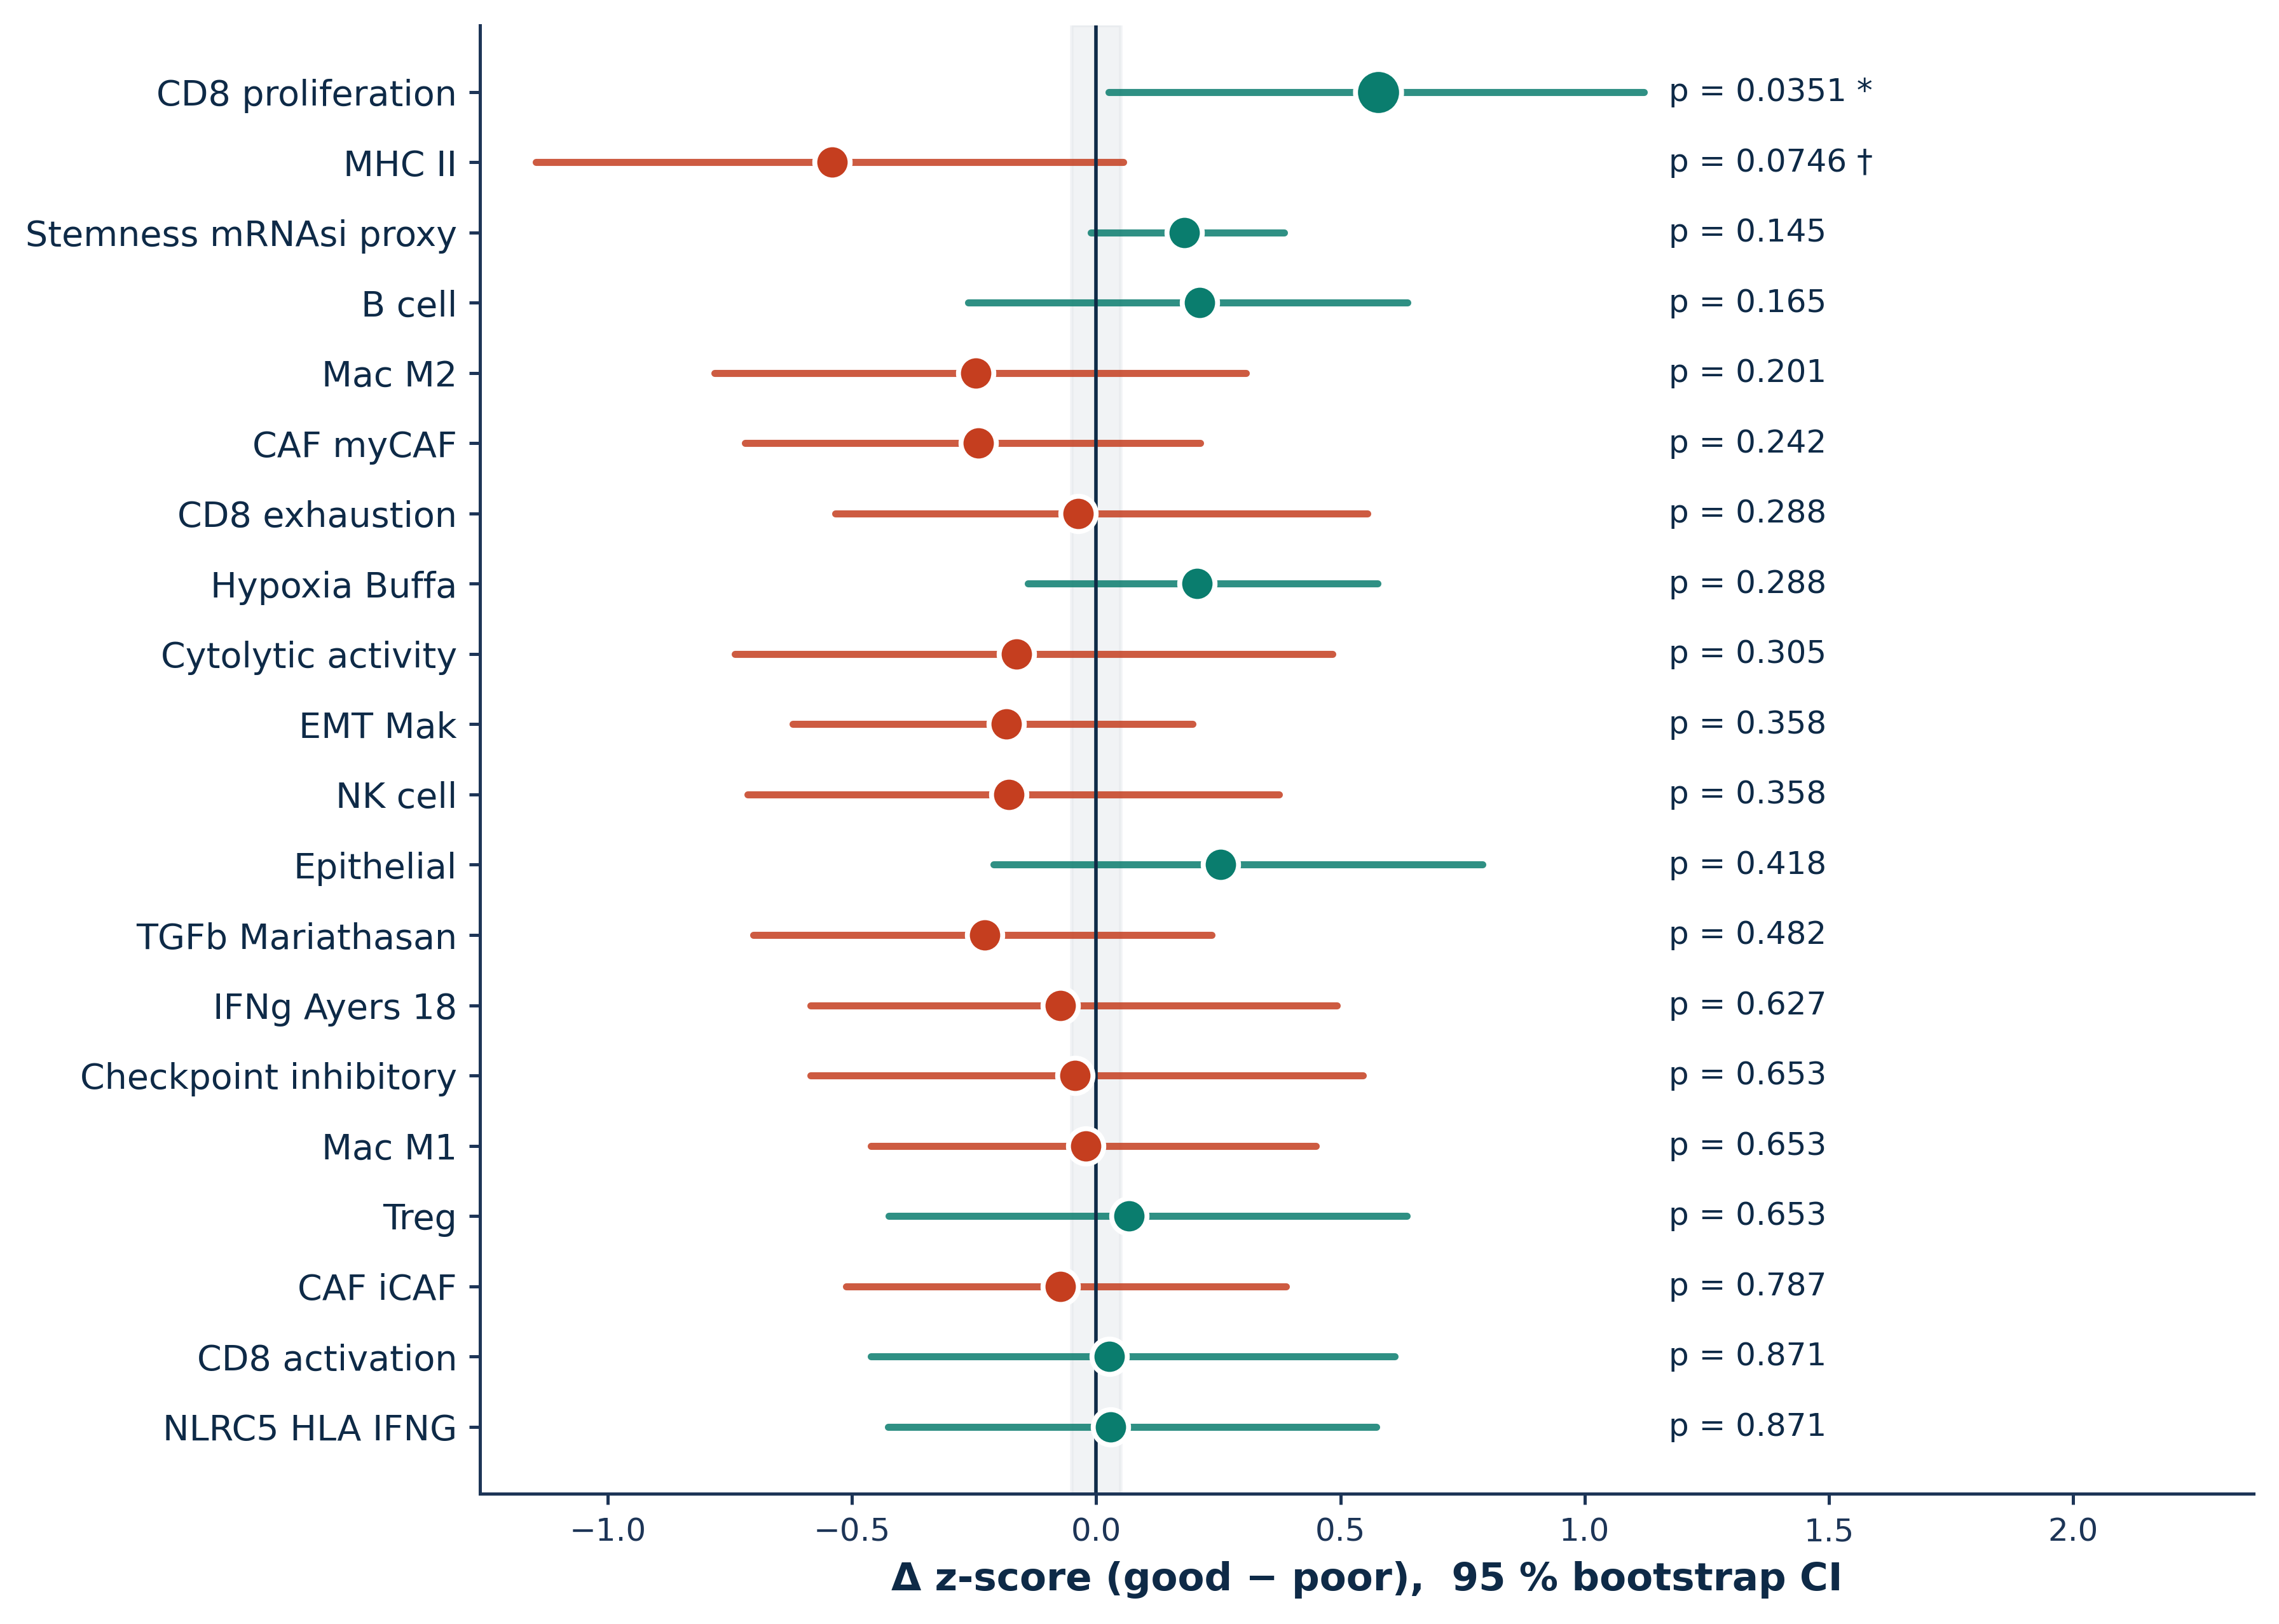 CD8 proliferation p = 0.0351 *
MHC II p = 0.0746 †
Stemness mRNAsi proxy p = 0.145
B cell p = 0.165
Mac M2 p = 0.201
CAF myCAF p = 0.242
CD8 exhaustion p = 0.288
Hypoxia Buffa p = 0.288
Cytolytic activity p = 0.305
EMT Mak p = 0.358
NK cell p = 0.358
Epithelial p = 0.418
TGFb Mariathasan p = 0.482
IFNg Ayers 18 p = 0.627
Checkpoint inhibitory p = 0.653
Mac M1 p = 0.653
Treg p = 0.653
CAF iCAF p = 0.787
CD8 activation p = 0.871
NLRC5 HLA IFNG p = 0.871
−1.0 −0.5 0.0 0.5 1.0 1.5 2.0
Δ z-score (good − poor), 95 % bootstrap CI